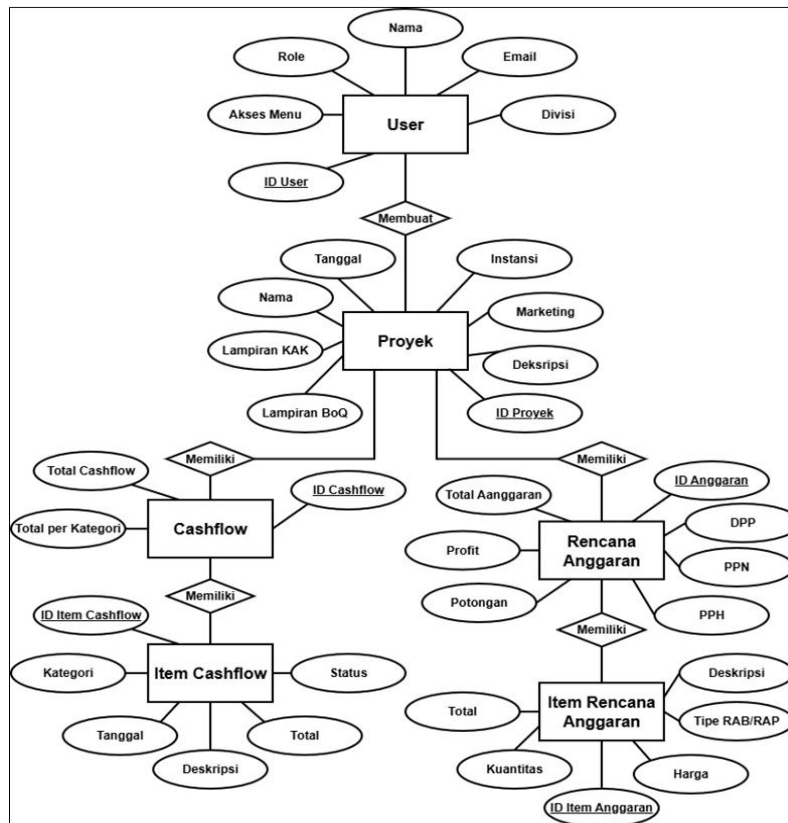 Nama
Role
Email
Akses Menu
User
Divisi
ID User
Membuat
Tanggal
Instansi
Nama
Marketing
Proyek
Lampiran KAK
Deksripsi
Lampiran BoQ
ID Proyek
Memiliki
Memiliki
Total Cashflow
ID Cashflow
ID Anggaran
Total Aanggaran
Total per Kategori
Cashflow
DPP
Rencana
Anggaran
Profit
PPN
Potongan
PPH
Memiliki
Memiliki
ID Item Cashflow
Kategori
Item Cashflow
Status
Deskripsi
Total
Item Rencana
Anggaran
Tipe RAB/RAP
Tanggal
Total
Deskripsi
Kuantitas
Harga
ID Item Anggaran